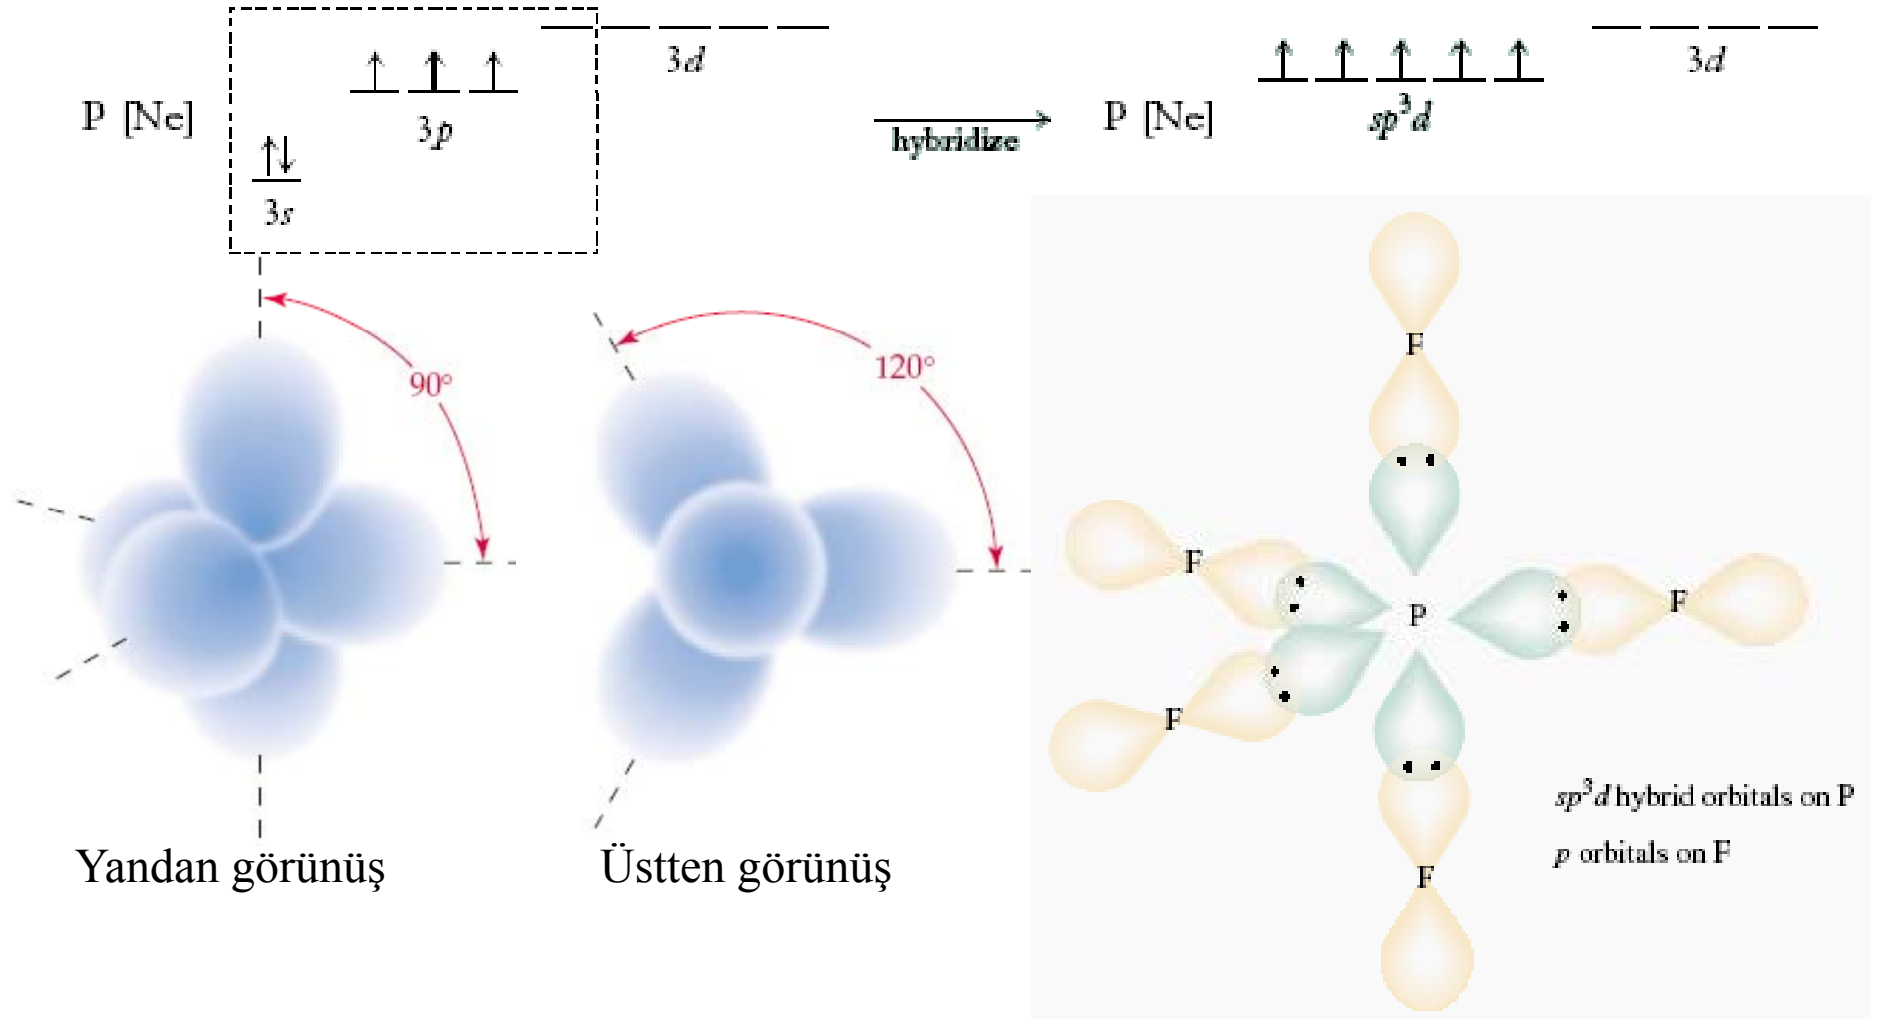 3d
3d
P [Ne]
3p
3s
hybridize
P [Ne]
sp³d
90°
120°
F
F
F
P
F
F
sp³d hybrid orbitals on P
p orbitals on F
Yandan görünüş
Üstten görünüş